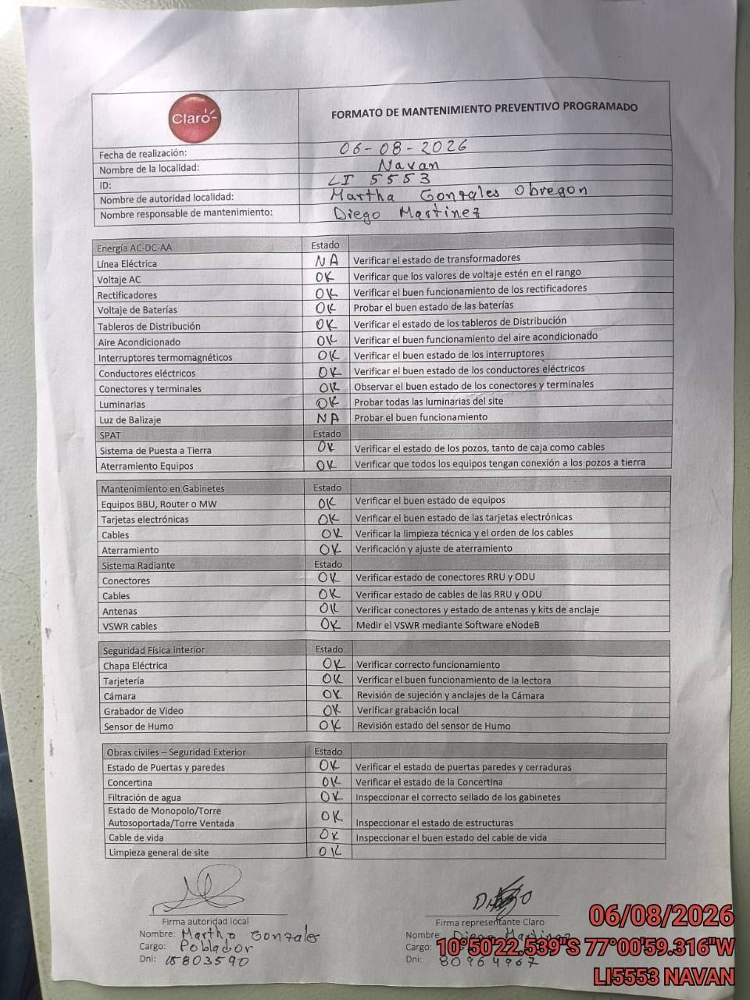 Claro
FORMATO DE MANTENIMIENTO PREVENTIVO PROGRAMADO
Fecha de realización: 06-08-2026
Nombre de la localidad: Navan
ID: LI 5553
Nombre de autoridad localidad: Martha Gonzales Obregon
Nombre responsable de mantenimiento: Diego Martinez
Energía AC-DC-AA Estado
Línea Eléctrica NA Verificar el estado de transformadores
Voltaje AC OK Verificar que los valores de voltaje estén en el rango
Rectificadores OK Verificar el buen funcionamiento de los rectificadores
Voltaje de Baterías OK Probar el buen estado de las baterías
Tableros de Distribución OK Verificar el estado de los tableros de Distribución
Aire Acondicionado OK Verificar el buen funcionamiento del aire acondicionado
Interruptores termomagnéticos OK Verificar el buen estado de los interruptores
Conductores eléctricos OK Verificar el buen estado de los conductores eléctricos
Conectores y terminales OK Observar el buen estado de los conectores y terminales
Luminarias OK Probar todas las luminarias del site
Luz de Balizaje NA Probar el buen funcionamiento
SPAT Estado
Sistema de Puesta a Tierra OK Verificar el estado de los pozos, tanto de caja como cables
Aterramiento Equipos OK Verificar que todos los equipos tengan conexión a los pozos a tierra
Mantenimiento en Gabinetes Estado
Equipos BBU, Router o MW OK Verificar el buen estado de equipos
Tarjetas electrónicas OK Verificar el buen estado de las tarjetas electrónicas
Cables OK Verificar la limpieza técnica y el orden de los cables
Aterramiento OK Verificación y ajuste de aterramiento
Sistema Radiante Estado
Conectores OK Verificar estado de conectores RRU y ODU
Cables OK Verificar estado de cables de las RRU y ODU
Antenas OK Verificar conectores y estado de antenas y kits de anclaje
VSWR cables OK Medir el VSWR mediante Software eNodeB
Seguridad Física interior Estado
Chapa Eléctrica OK Verificar correcto funcionamiento
Tarjetería OK Verificar el buen funcionamiento de la lectora
Cámara OK Revisión de sujeción y anclajes de la Cámara
Grabador de Video OK Verificar grabación local
Sensor de Humo OK Revisión estado del sensor de Humo
Obras civiles – Seguridad Exterior Estado
Estado de Puertas y paredes OK Verificar el estado de puertas paredes y cerraduras
Concertina OK Verificar el estado de la Concertina
Filtración de agua OK Inspeccionar el correcto sellado de los gabinetes
Estado de Monopolo/Torre
Autosoportada/Torre Ventada OK Inspeccionar el estado de estructuras
Cable de vida OK Inspeccionar el buen estado del cable de vida
Limpieza general de site OK
Firma autoridad local Firma representante Claro
Nombre: Martha Gonzales Nombre: Diego Martinez
Cargo: Poblador Cargo:
Dni: 15803590 Dni: 80964967
06/08/2026
10°50'22.539"S 77°00'59.316"W
LI5553 NAVAN